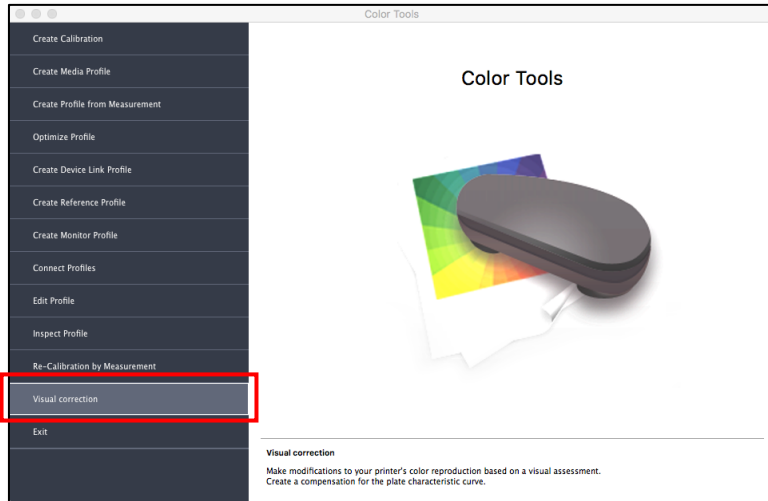 Color Tools
Create Calibration
Create Media Profile
Create Profile from Measurement
Optimize Profile
Create Device Link Profile
Create Reference Profile
Create Monitor Profile
Connect Profiles
Edit Profile
Inspect Profile
Re-Calibration by Measurement
Visual correction
Exit
Color Tools
Visual correction
Make modifications to your printer's color reproduction based on a visual assessment.
Create a compensation for the plate characteristic curve.